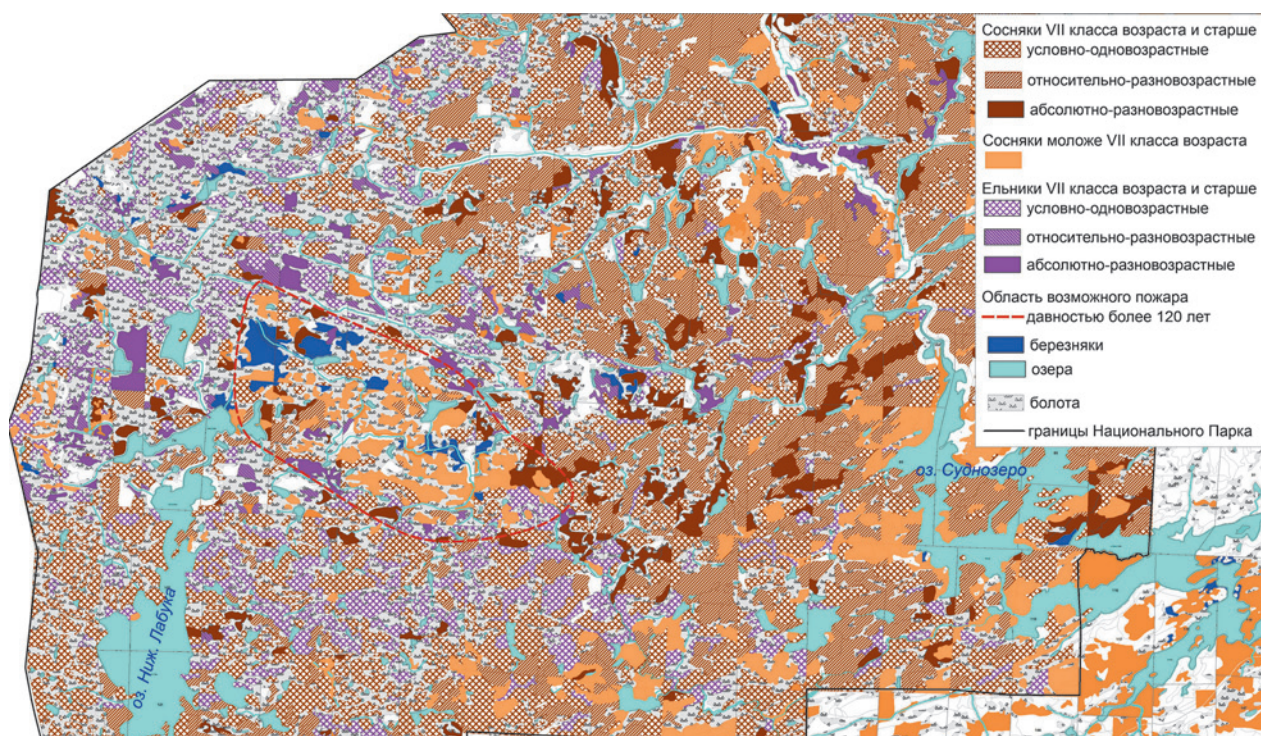 Сосняки VII класса возраста и старше
условно-одновозрастные
относительно-разновозрастные
абсолютно-разновозрастные
Сосняки моложе VII класса возраста
Ельники VII класса возраста и старше
условно-одновозрастные
относительно-разновозрастные
абсолютно-разновозрастные
Область возможного пожара
давностью более 120 лет
березняки
озера
болота
границы Национального Парка
оз. Суднозеро
оз. Ниж. Лабука